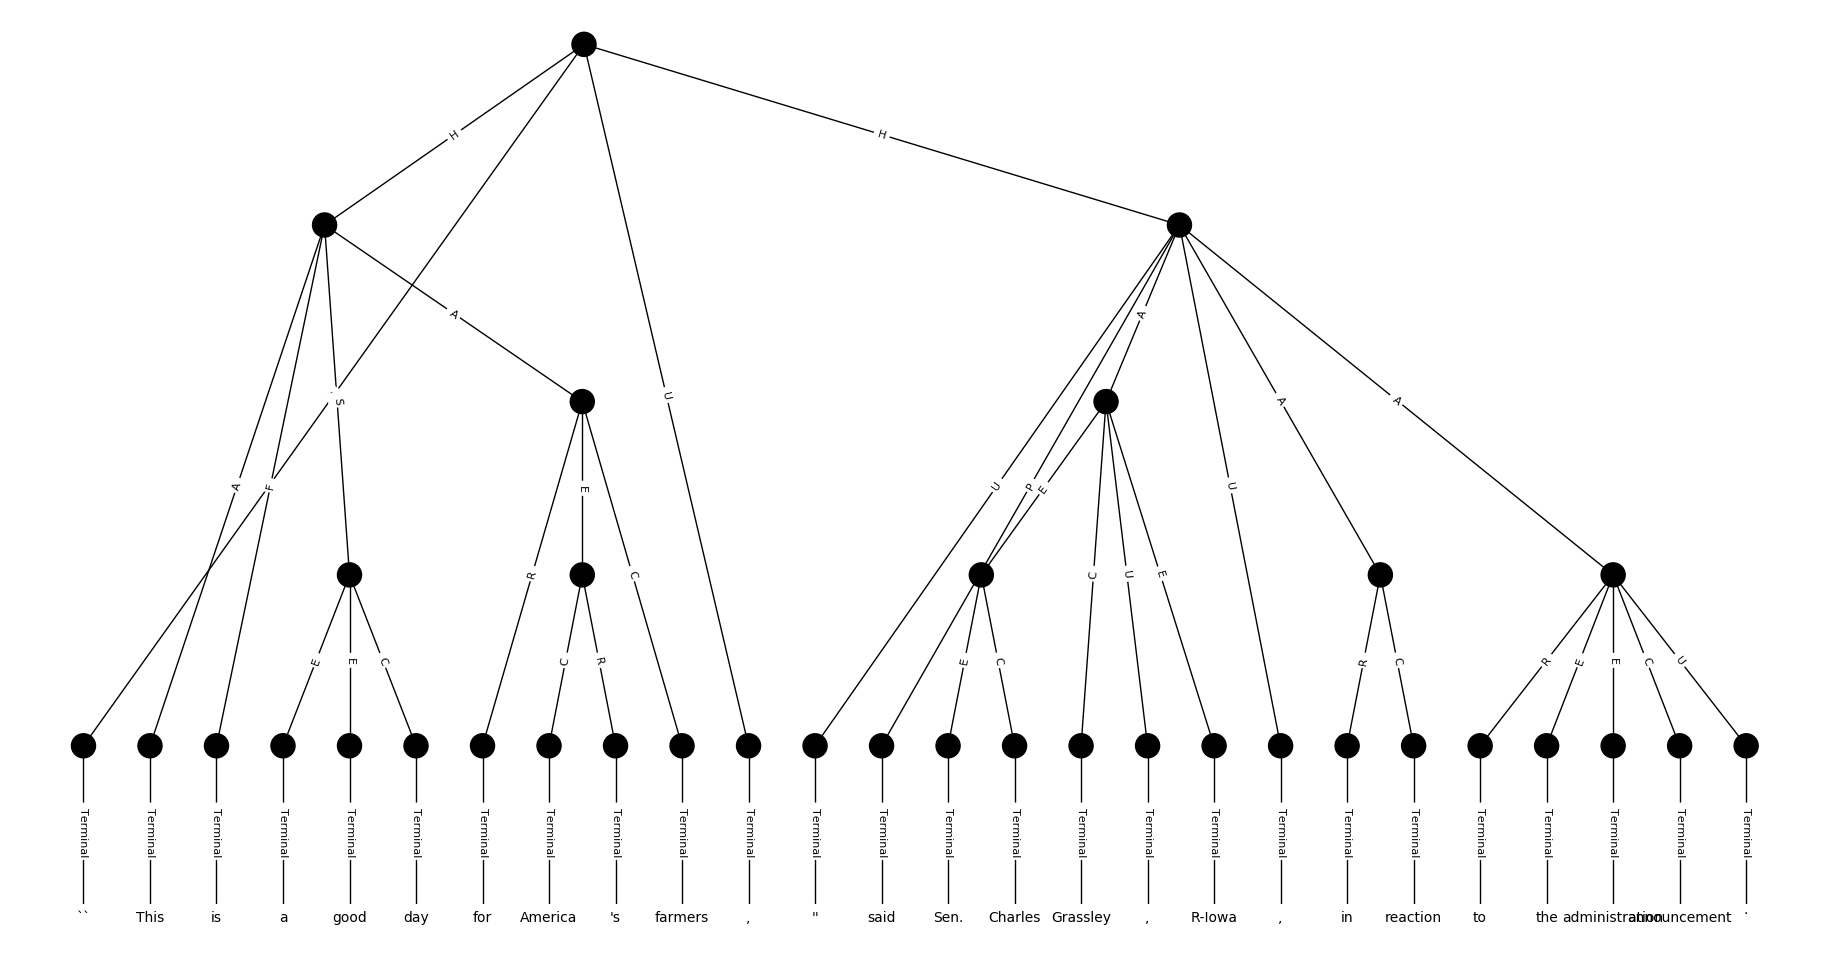 H H
A A
U
S A A
U P E U
A F E
R C C U E
E E C C R E C R C R E E C U
Terminal Terminal Terminal Terminal Terminal Terminal Terminal Terminal Terminal Terminal Terminal Terminal Terminal Terminal Terminal Terminal Terminal Terminal Terminal Terminal Terminal Terminal Terminal Terminal Terminal Terminal
`` This is a good day for America 's farmers , " said Sen. Charles Grassley , R-Iowa , in reaction to the administration announcement .